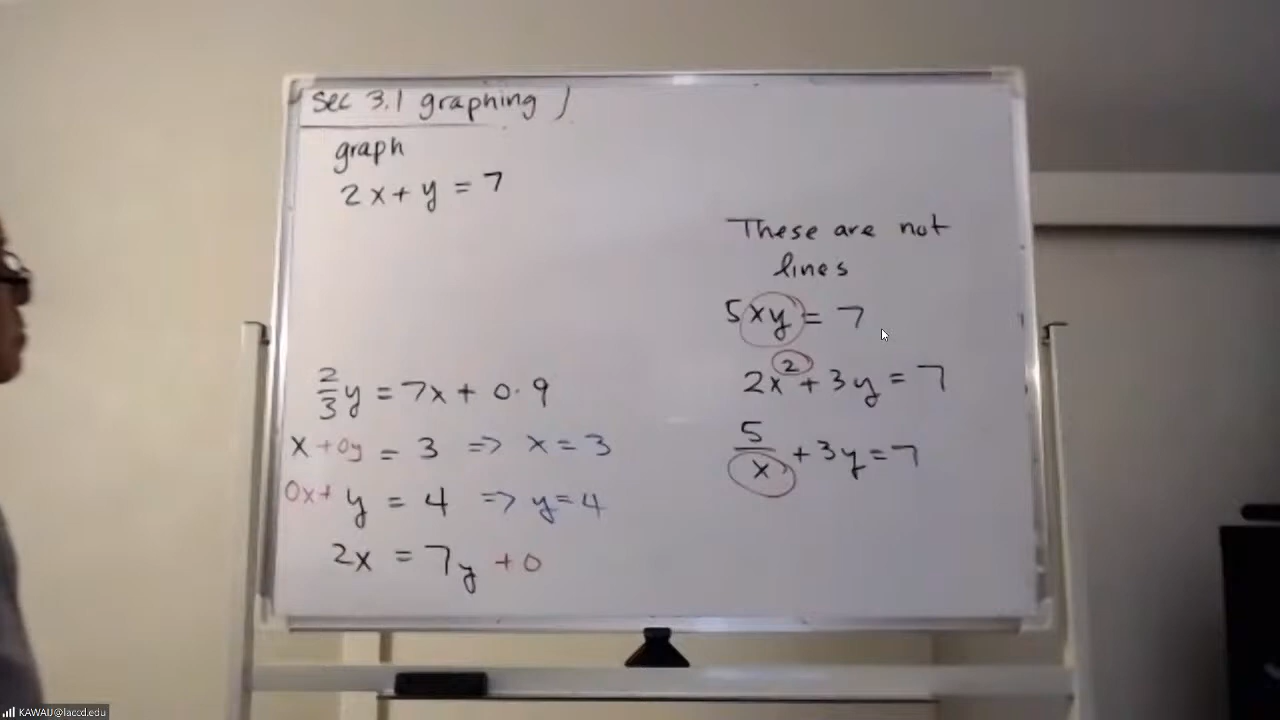 sec 3.1 graphing
graph
2x + y = 7
2/3 y = 7x + 0.9
x + 0y = 3 => x = 3
0x + y = 4 => y = 4
2x = 7y + 0
These are not
lines
5xy = 7
2x² + 3y = 7
5/x + 3y = 7
KAWAIJ@laccd.edu